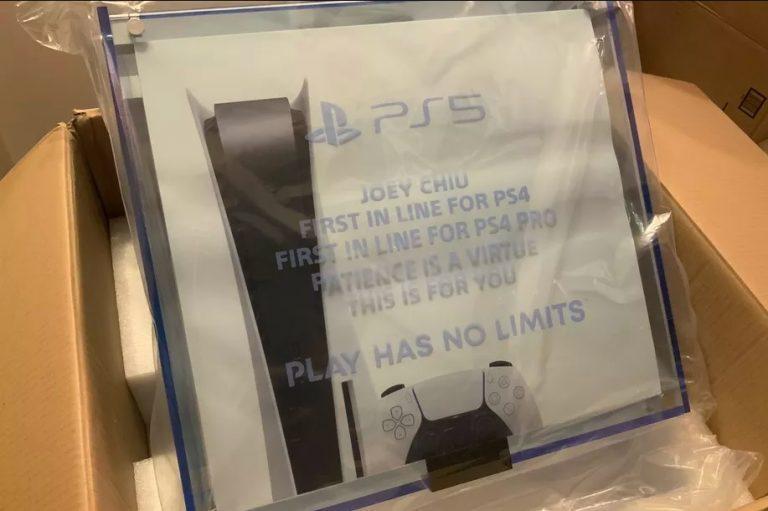 PS5
JOEY CHIU
FIRST IN LINE FOR PS4
FIRST IN LINE FOR PS4 PRO
PATIENCE IS A VIRTUE
THIS IS FOR YOU
PLAY HAS NO LIMITS